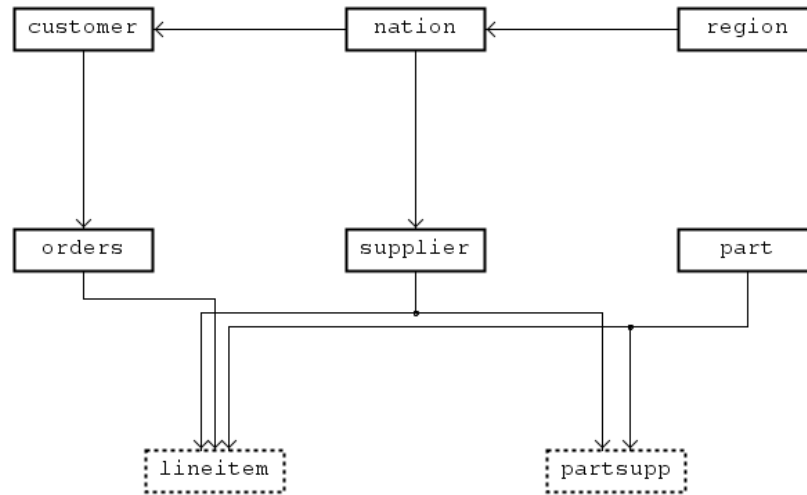 customer
nation
region
orders
supplier
part
lineitem
partsupp